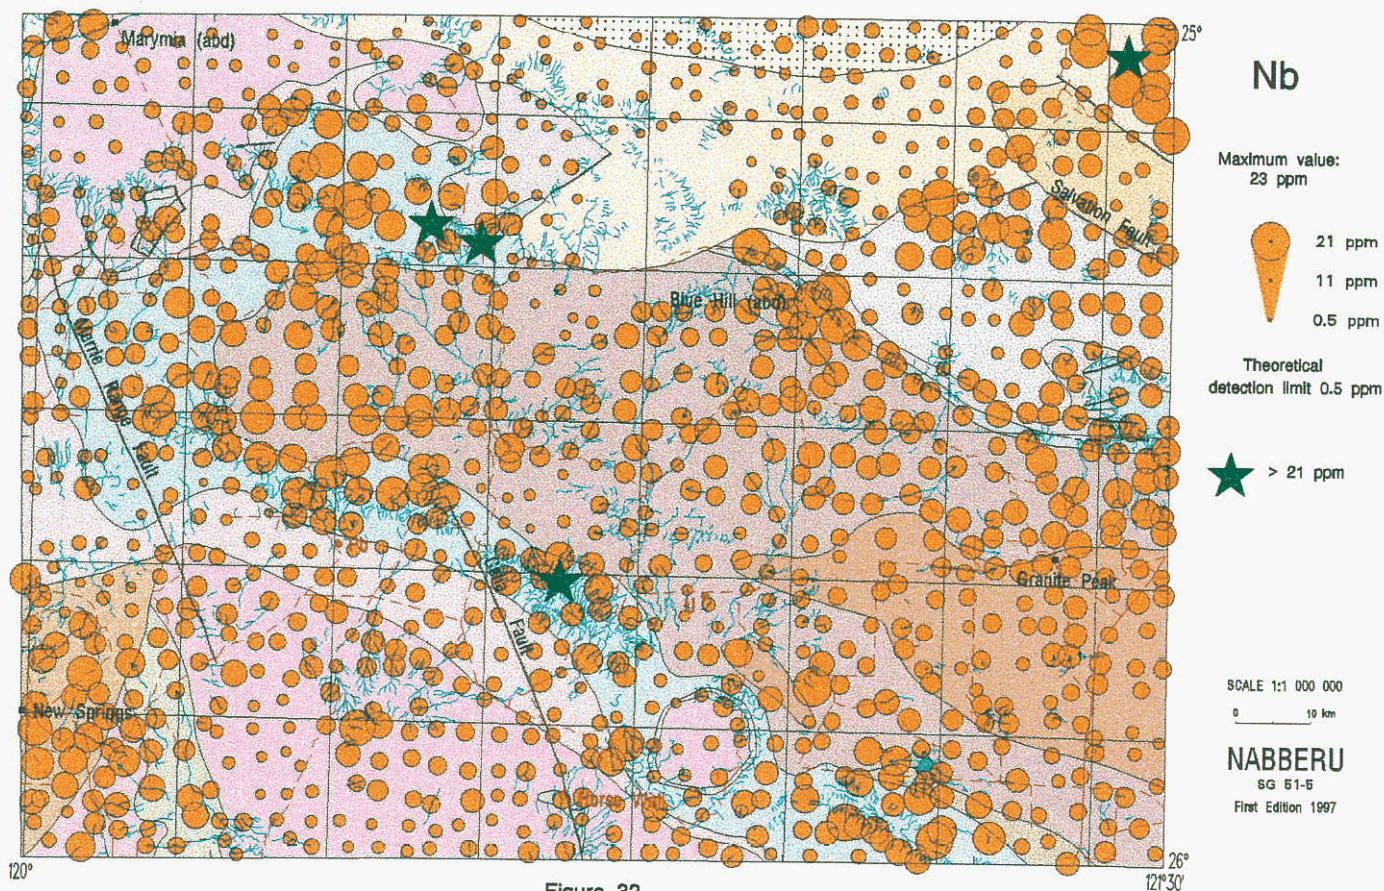 Marymia (abd)
25°
Nb
Maximum value:
23 ppm
21 ppm
11 ppm
0.5 ppm
Theoretical
detection limit 0.5 ppm
> 21 ppm
Salvation Fault
Blue Hill (abd)
Merrie Range Fault
Fault
Granite Peak
New Springs
SCALE 1:1 000 000
0 10 km
NABBERU
SG 51-5
First Edition 1997
120°
26°
121°30'
Figure 32